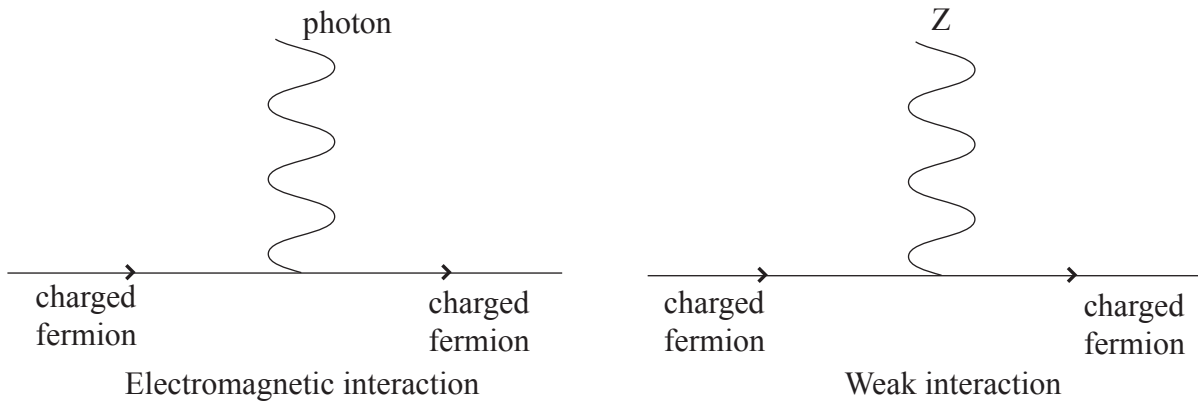 photon
Z
charged
fermion
charged
fermion
charged
fermion
charged
fermion
Electromagnetic interaction
Weak interaction